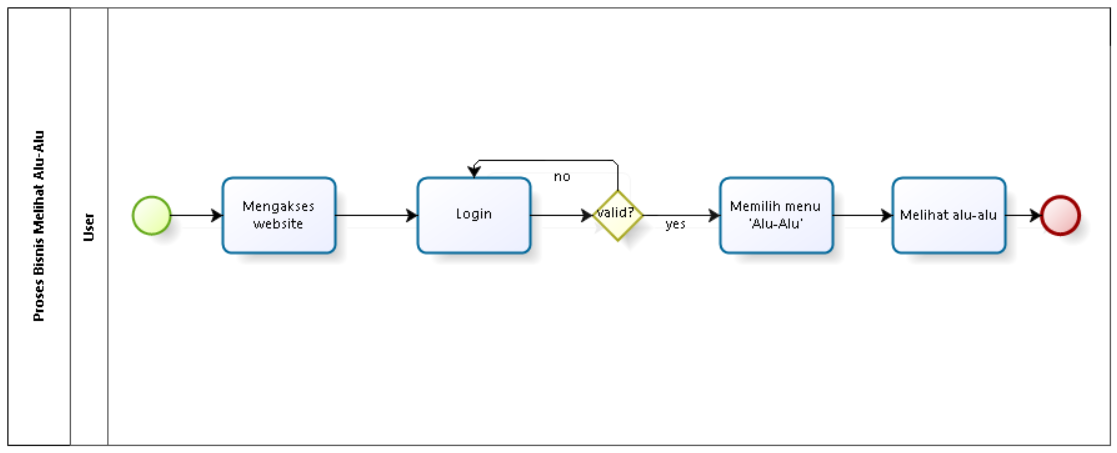 Proses Bisnis Melihat Alu-Alu
User
Mengakses
website
Login
no
valid?
yes
Memilih menu
'Alu-Alu'
Melihat alu-alu